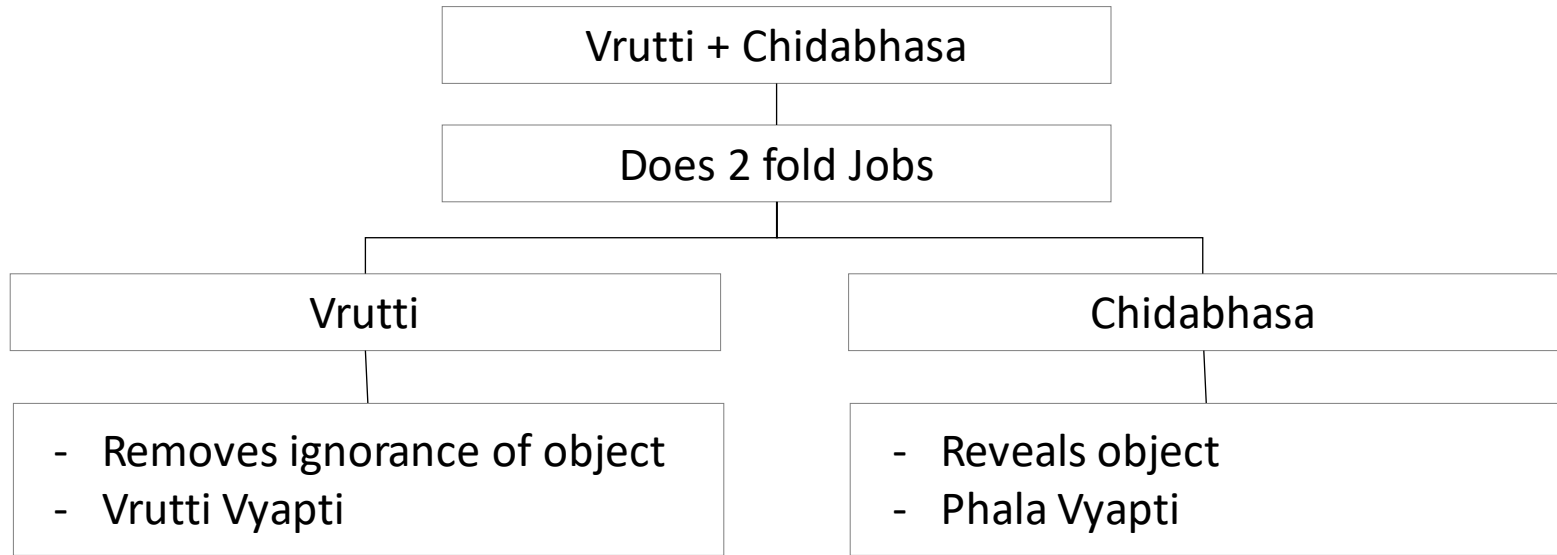 Vrutti + Chidabhasa
Does 2 fold Jobs
Vrutti
Chidabhasa
- Removes ignorance of object
- Vrutti Vyapti
- Reveals object
- Phala Vyapti